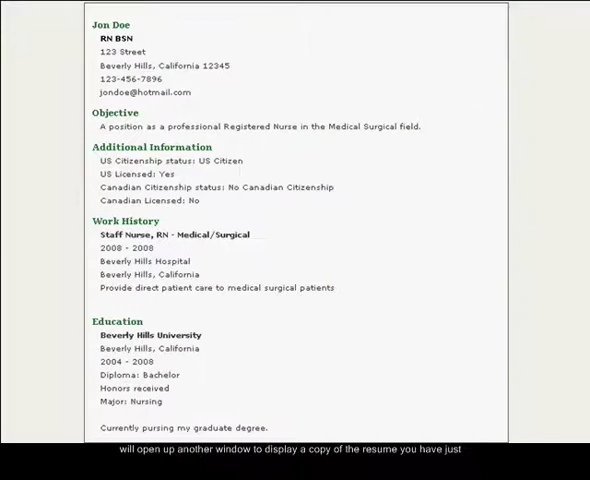 Jon Doe
RN BSN
123 Street
Beverly Hills, California 12345
123-456-7896
jondoe@hotmail.com
Objective
A position as a professional Registered Nurse in the Medical Surgical field.
Additional Information
US Citizenship status: US Citizen
US Licensed: Yes
Canadian Citizenship status: No Canadian Citizenship
Canadian Licensed: No
Work History
Staff Nurse, RN - Medical/Surgical
2008 - 2008
Beverly Hills Hospital
Beverly Hills, California
Provide direct patient care to medical surgical patients
Education
Beverly Hills University
Beverly Hills, California
2004 - 2008
Diploma: Bachelor
Honors received
Major: Nursing
Currently pursing my graduate degree.
will open up another window to display a copy of the resume you have just